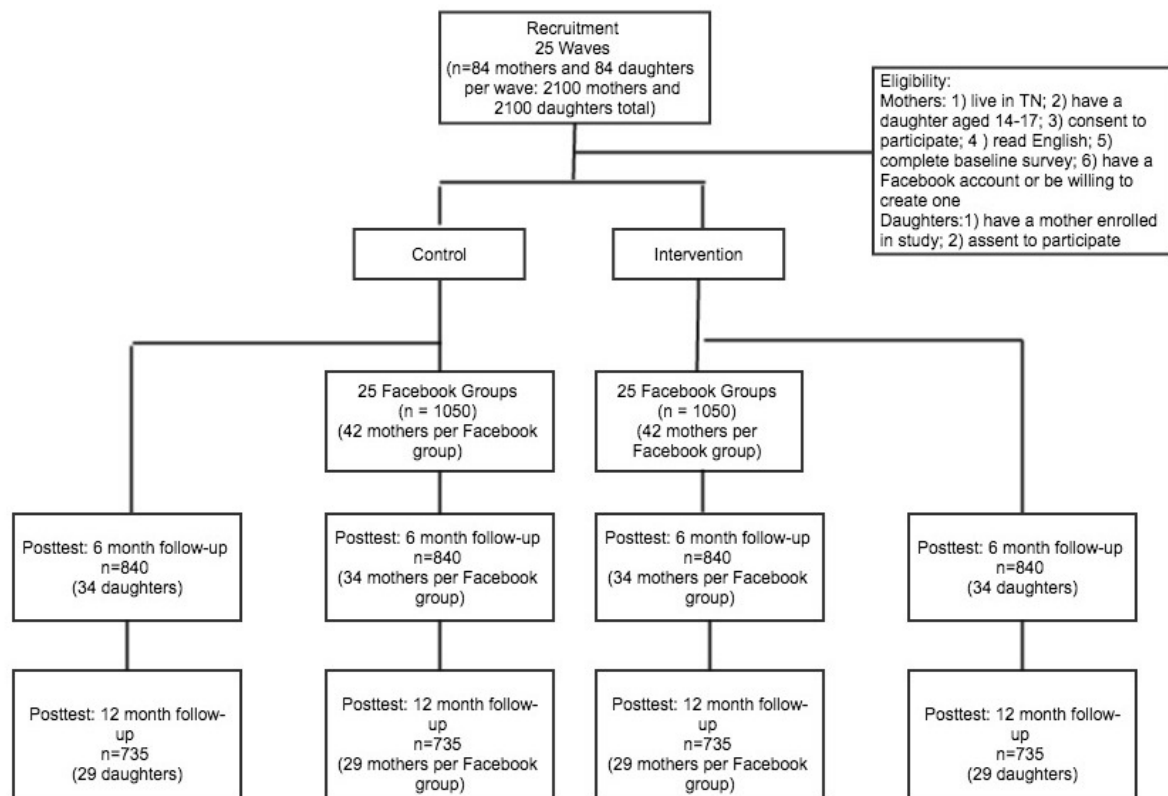 Recruitment
25 Waves
(n=84 mothers and 84 daughters
per wave: 2100 mothers and
2100 daughters total)
Eligibility:
Mothers: 1) live in TN; 2) have a
daughter aged 14-17; 3) consent to
participate; 4 ) read English; 5)
complete baseline survey; 6) have a
Facebook account or be willing to
create one
Daughters:1) have a mother enrolled
in study; 2) assent to participate
Control
Intervention
25 Facebook Groups
(n = 1050)
(42 mothers per Facebook
group)
25 Facebook Groups
(n = 1050)
(42 mothers per
Facebook group)
Posttest: 6 month follow-up
n=840
(34 daughters)
Posttest: 6 month follow-up
n=840
(34 mothers per Facebook
group)
Posttest: 6 month follow-up
n=840
(34 mothers per Facebook
group)
Posttest: 6 month follow-up
n=840
(34 daughters)
Posttest: 12 month follow-
up
n=735
(29 daughters)
Posttest: 12 month follow-
up
n=735
(29 mothers per Facebook
group)
Posttest: 12 month follow-
up
n=735
(29 mothers per Facebook
group)
Posttest: 12 month follow-
up
n=735
(29 daughters)